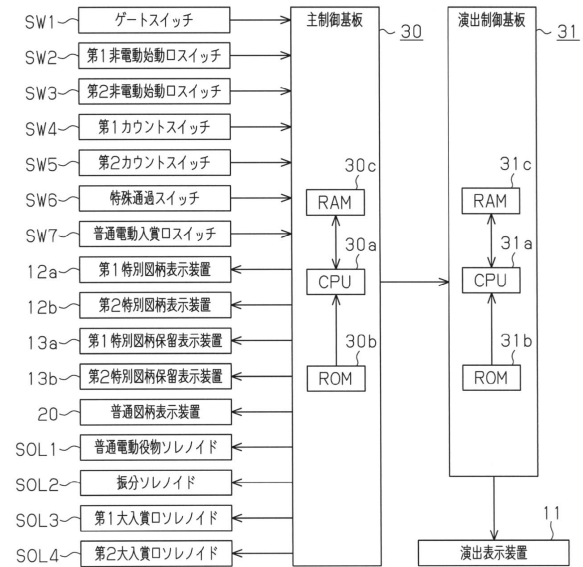 SW1 ゲートスイッチ
SW2 第1非電動始動口スイッチ
SW3 第2非電動始動口スイッチ
SW4 第1カウントスイッチ
SW5 第2カウントスイッチ
SW6 特殊通過スイッチ
SW7 普通電動入賞口スイッチ
12a 第1特別図柄表示装置
12b 第2特別図柄表示装置
13a 第1特別図柄保留表示装置
13b 第2特別図柄保留表示装置
20 普通図柄表示装置
SOL1 普通電動役物ソレノイド
SOL2 振分ソレノイド
SOL3 第1大入賞口ソレノイド
SOL4 第2大入賞口ソレノイド
主制御基板
30
30c
RAM
30a
CPU
30b
ROM
演出制御基板
31
31c
RAM
31a
CPU
31b
ROM
11
演出表示装置